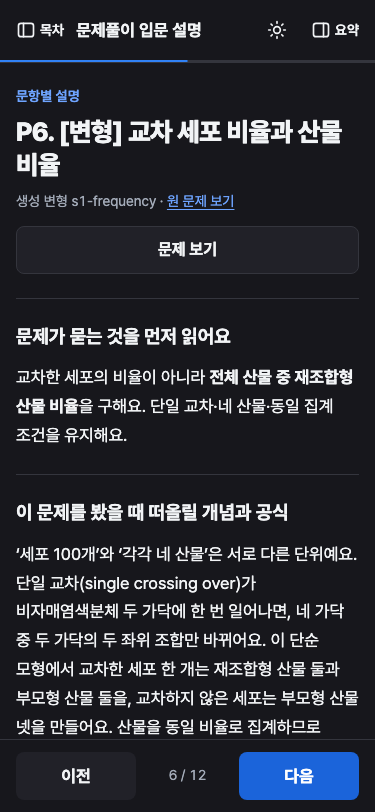 목차 문제풀이 입문 설명 요약
문항별 설명
P6. [변형] 교차 세포 비율과 산물
비율
생성 변형 s1-frequency · 원 문제 보기
문제 보기
문제가 묻는 것을 먼저 읽어요
교차한 세포의 비율이 아니라 전체 산물 중 재조합형
산물 비율을 구해요. 단일 교차·네 산물·동일 집계
조건을 유지해요.
이 문제를 봤을 때 떠올릴 개념과 공식
‘세포 100개’와 ‘각각 네 산물’은 서로 다른 단위예요.
단일 교차(single crossing over)가
비자매염색분체 두 가닥에 한 번 일어나면, 네 가닥
중 두 가닥의 두 좌위 조합만 바꾸어요. 이 단순
모형에서 교차한 세포 한 개는 재조합형 산물 둘과
부모형 산물 둘을, 교차하지 않은 세포는 부모형 산물
넷을 만들어요. 산물을 동일 비율로 집계하므로
이전 6 / 12 다음